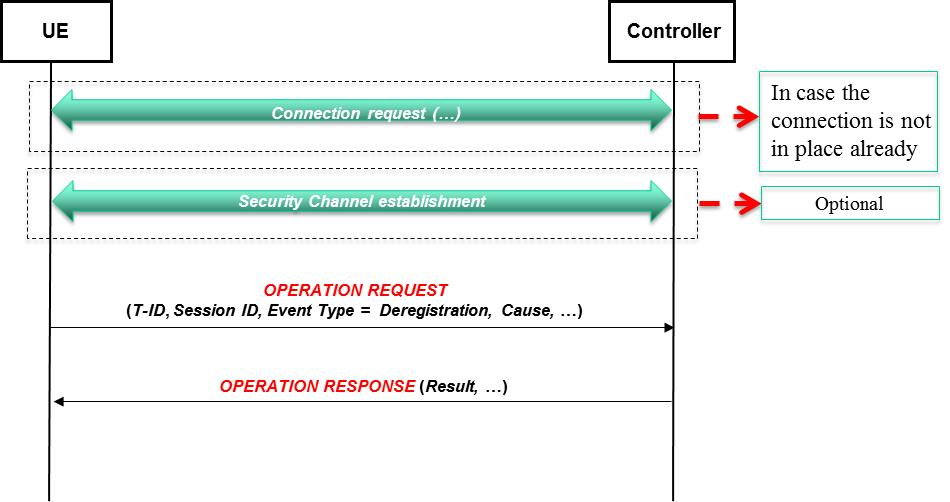 UE
Controller
Connection request (…)
In case the
connection is not
in place already
Security Channel establishment
Optional
OPERATION REQUEST
(T-ID, Session ID, Event Type = Deregistration, Cause, …)
OPERATION RESPONSE (Result, …)